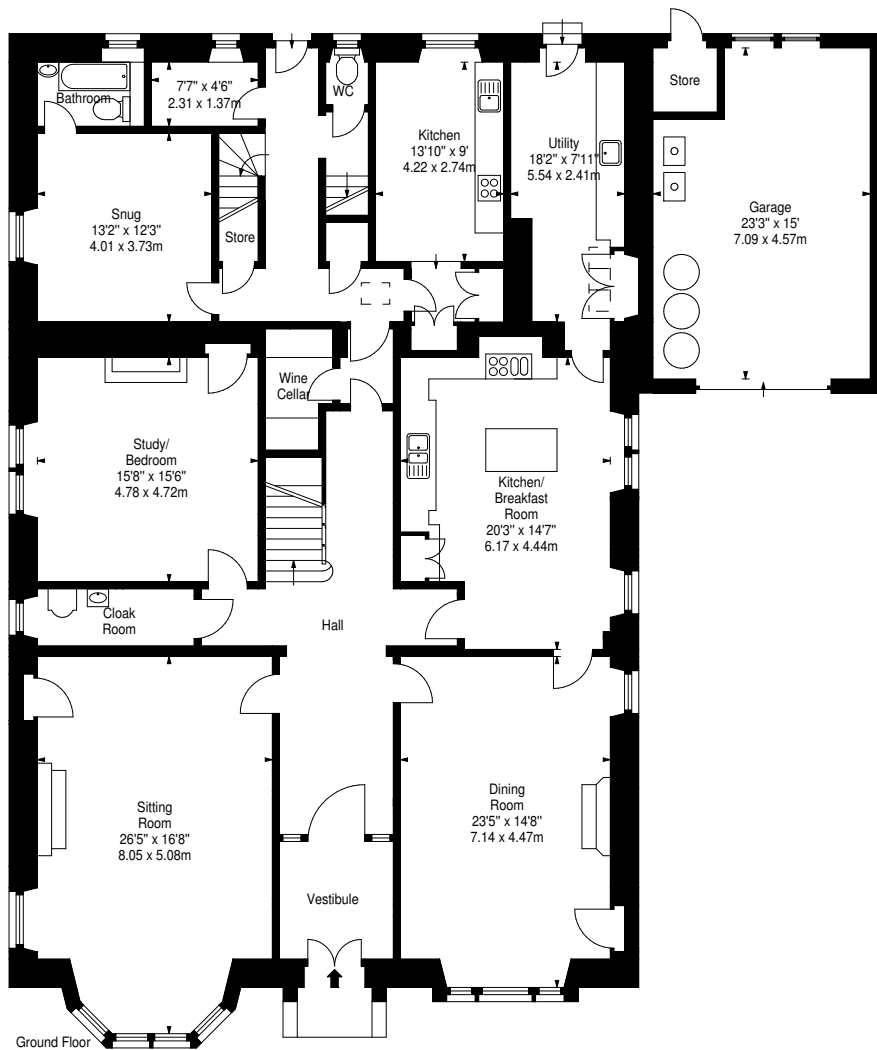 Bathroom
7'7" x 4'6"
2.31 x 1.37m
WC
Kitchen
13'10" x 9'
4.22 x 2.74m
Utility
18'2" x 7'11"
5.54 x 2.41m
Store
Garage
23'3" x 15'
7.09 x 4.57m
Snug
13'2" x 12'3"
4.01 x 3.73m
Store
Wine
Cellar
Study/
Bedroom
15'8" x 15'6"
4.78 x 4.72m
Kitchen/
Breakfast
Room
20'3" x 14'7"
6.17 x 4.44m
Cloak
Room
Hall
Sitting
Room
26'5" x 16'8"
8.05 x 5.08m
Dining
Room
23'5" x 14'8"
7.14 x 4.47m
Vestibule
Ground Floor